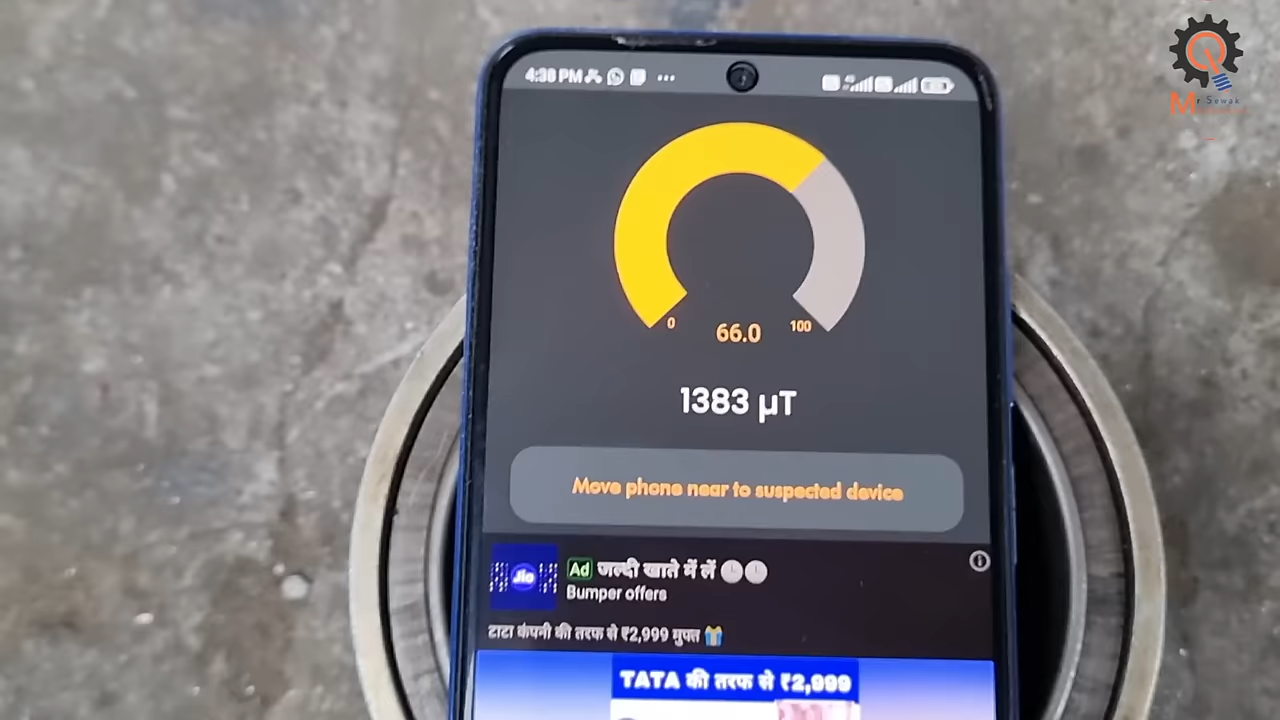 4:38 PM
Mr Sewak
0
66.0
100
1383 µT
Move phone near to suspected device
Jio
Ad जल्दी खाते में लें
Bumper offers
टाटा कंपनी की तरफ से ₹2,999 मुफ्त
TATA की तरफ से ₹2,999